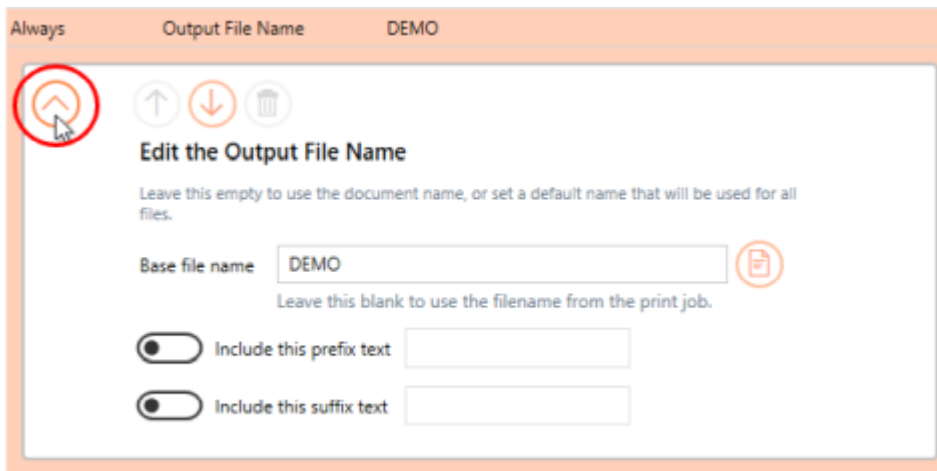 Always Output File Name DEMO
Edit the Output File Name
Leave this empty to use the document name, or set a default name that will be used for all
files.
Base file name DEMO
Leave this blank to use the filename from the print job.
Include this prefix text
Include this suffix text